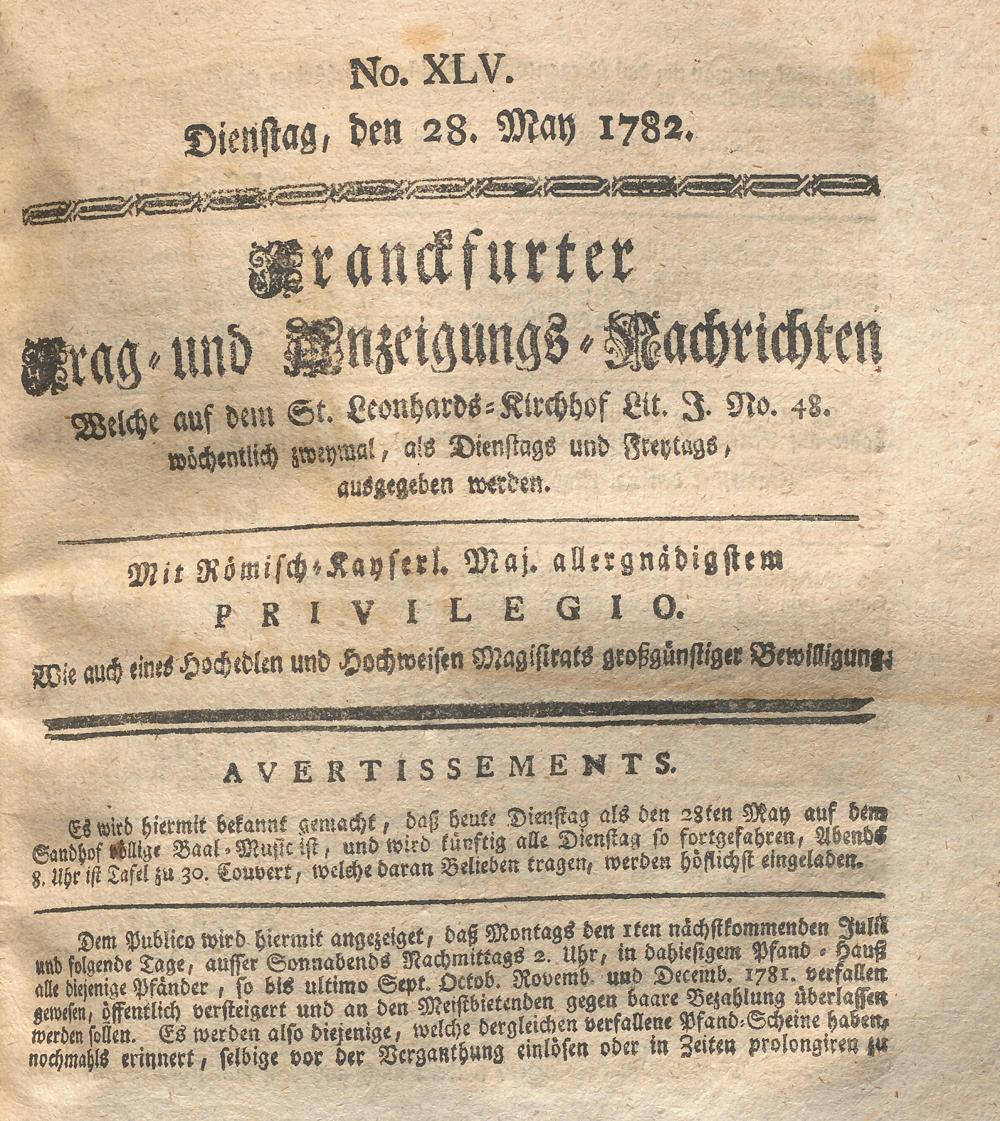 No. XLV.
Dienſtag, den 28. May 1782.
Franckfurter
Frag-und Anzeigungs-Nachrichten
Welche auf dem St. Leonhards-Kirchhof Lit. J. No. 48.
wöchentlich zweymal, als Dienſtags und Freytags,
ausgegeben werden.
Mit Römiſch-Kayſerl. Maj. allergnädigſtem
PRIVILEGIO.
Wie auch eines Hochedlen und Hochweiſen Magiſtrats großgünſtiger Bewilligung.
AVERTISSEMENTS.
Es wird hiermit bekannt gemacht, daß heute Dienſtag als den 28ten May auf dem
Sandhof völlige Baal-Muſic iſt, und wird künftig alle Dienſtag ſo fortgefahren, Abends
8. Uhr iſt Tafel zu 30. Couvert, welche daran Belieben tragen, werden höflichſt eingeladen.
Dem Publico wird hiermit angezeiget, daß Montags den 1ten nächſtkommenden Julii
und folgende Tage, auſſer Sonnabends Nachmittags 2. Uhr, in dahieſigem Pfand-Hauß
alle diejenige Pfänder, ſo bis ultimo Sept. Octob. Novemb. und Decemb. 1781. verfallen
geweſen, öffentlich verſteigert und an den Meiſtbietenden gegen baare Bezahlung überlaſſen
werden ſollen. Es werden alſo diejenige, welche dergleichen verfallene Pfand-Scheine haben,
nochmahls erinnert, ſelbige vor der Verganthung einlöſen oder in Zeiten prolongiren zu